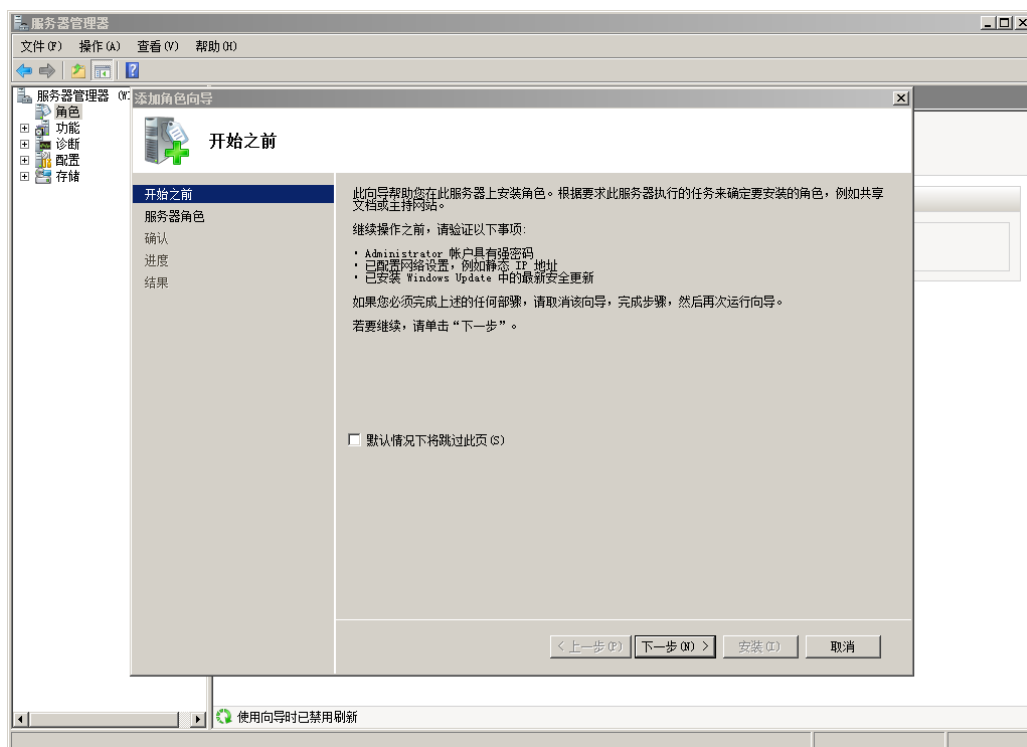 服务器管理器
文件(F) 操作(A) 查看(V) 帮助(H)
服务器管理器
角色
功能
诊断
配置
存储
添加角色向导
开始之前
开始之前
服务器角色
确认
进度
结果
此向导帮助您在此服务器上安装角色。根据要求此服务器执行的任务来确定要安装的角色，例如共享
文档或主持网站。
继续操作之前，请验证以下事项:
· Administrator 帐户具有强密码
· 已配置网络设置，例如静态 IP 地址
· 已安装 Windows Update 中的最新安全更新
如果您必须完成上述的任何部骤，请取消该向导，完成步骤，然后再次运行向导。
若要继续，请单击“下一步”。
默认情况下将跳过此页(S)
< 上一步(P) 下一步(N) > 安装(I) 取消
使用向导时已禁用刷新